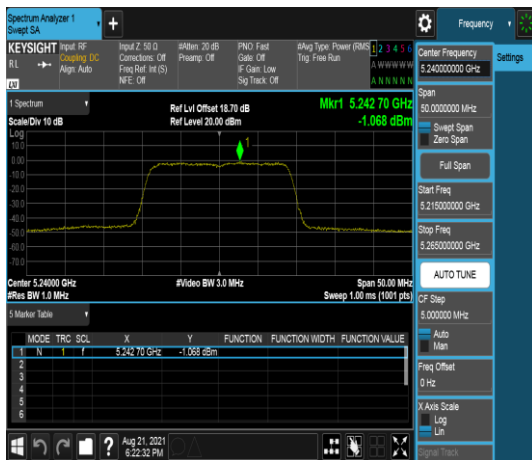 Spectrum Analyzer 1
Swept SA
+
Frequency
KEYSIGHT
RL
LXI
Input: RF
Coupling: DC
Align: Auto
Input Z: 50 Ω
Corrections: Off
Freq Ref: Int (S)
NFE: Off
#Atten: 20 dB
Preamp: Off
PNO: Fast
Gate: Off
IF Gain: Low
Sig Track: Off
#Avg Type: Power (RMS)
Trig: Free Run
1 2 3 4 5 6
A W W W W W
A N N N N N
1 Spectrum
Scale/Div 10 dB
Ref Lvl Offset 18.70 dB
Ref Level 20.00 dBm
Mkr1 5.242 70 GHz
-1.068 dBm
Log
10.0
0.00
-10.0
-20.0
-30.0
-40.0
-50.0
-60.0
-70.0
1
Center 5.24000 GHz
#Res BW 1.0 MHz
#Video BW 3.0 MHz
Span 50.00 MHz
Sweep 1.00 ms (1001 pts)
5 Marker Table
MODE TRC SCL X Y FUNCTION FUNCTION WIDTH FUNCTION VALUE
1 N 1 f 5.242 70 GHz -1.068 dBm
2
3
4
5
6
Aug 21, 2021
6:22:32 PM
Center Frequency
5.240000000 GHz
Settings
Span
50.0000000 MHz
Swept Span
Zero Span
Full Span
Start Freq
5.215000000 GHz
Stop Freq
5.265000000 GHz
AUTO TUNE
CF Step
5.000000 MHz
Auto
Man
Freq Offset
0 Hz
X Axis Scale
Log
Lin
Signal Track